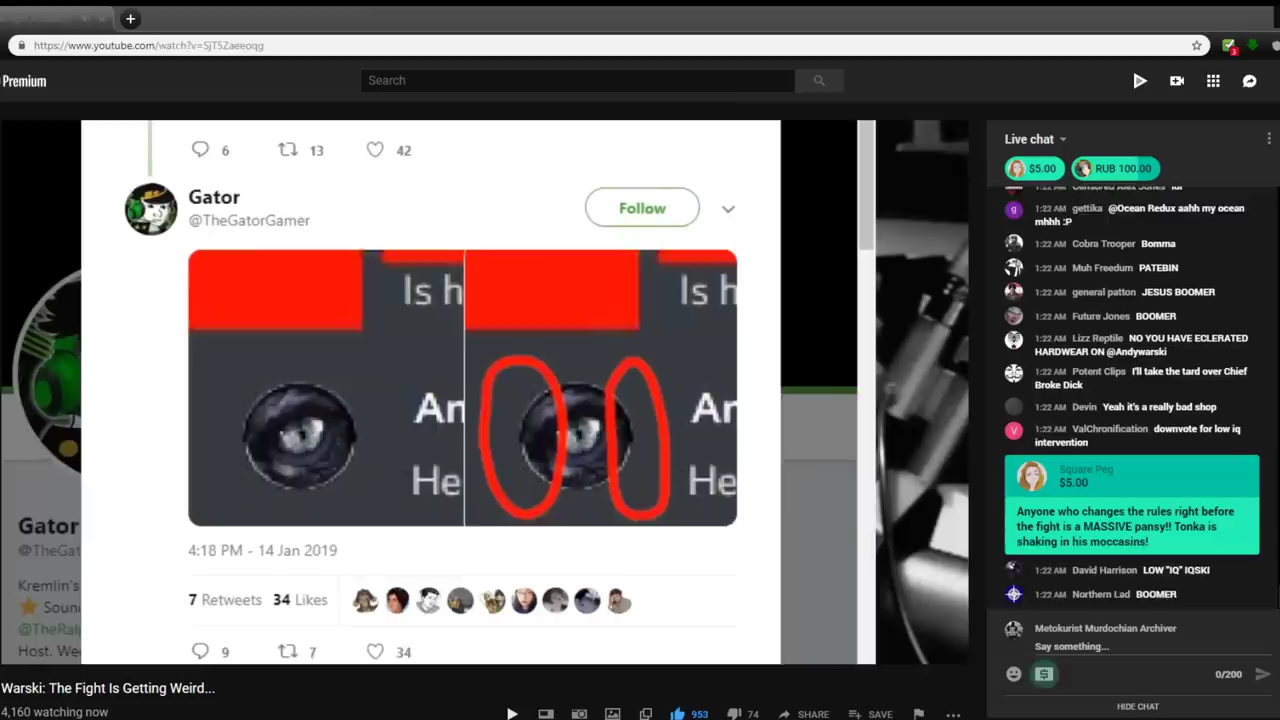 https://www.youtube.com/watch?v=SjT5Zaeeoqg
Premium
Search
6 13 42
Gator
@TheGatorGamer
Follow
Is h
Is h
An
An
He
He
4:18 PM - 14 Jan 2019
7 Retweets 34 Likes
9 7 34
Gator
@TheGat
Kremlin's
Soun
@TheRal
Host. We
Warski: The Fight Is Getting Weird...
4,160 watching now
953
74
SHARE
SAVE
Live chat
$5.00
RUB 100.00
1:22 AM gettika @Ocean Redux aahh my ocean
mhhh :P
1:22 AM Cobra Trooper Bomma
1:22 AM Muh Freedum PATEBIN
1:22 AM general patton JESUS BOOMER
1:22 AM Future Jones BOOMER
1:22 AM Lizz Reptile NO YOU HAVE ECLERATED
HARDWEAR ON @Andywarski
1:22 AM Potent Clips I'll take the tard over Chief
Broke Dick
1:22 AM Devin Yeah it's a really bad shop
1:22 AM ValChronification downvote for low iq
intervention
Square Peg
$5.00
Anyone who changes the rules right before
the fight is a MASSIVE pansy!! Tonka is
shaking in his moccasins!
1:22 AM David Harrison LOW "IQ" IQSKI
1:22 AM Northern Lad BOOMER
Metokurist Murdochian Archiver
Say something...
0/200
HIDE CHAT